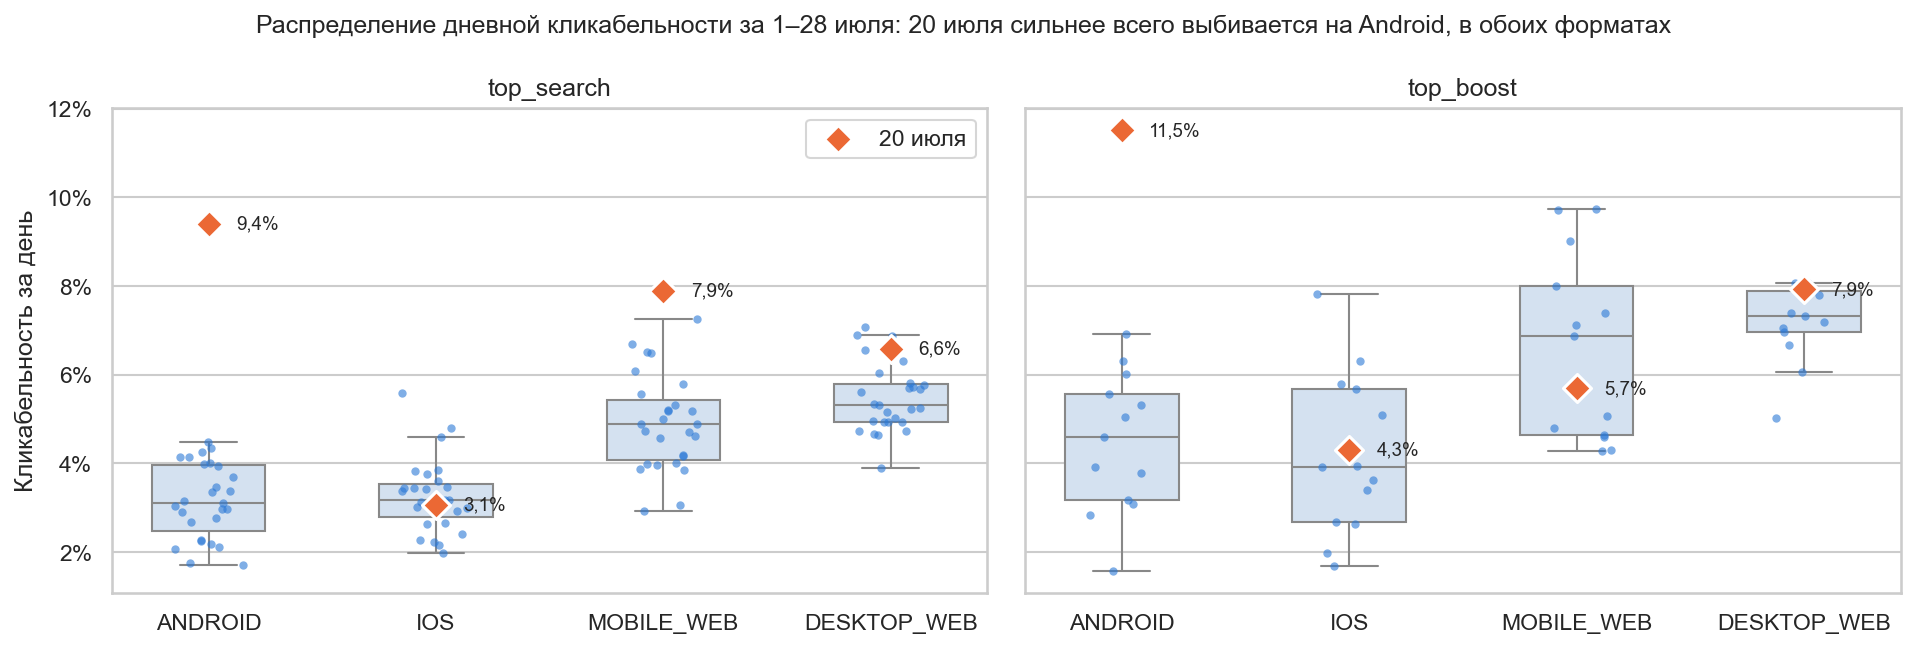 Распределение дневной кликабельности за 1–28 июля: 20 июля сильнее всего выбивается на Android, в обоих форматах
top_search
top_boost
Кликабельность за день
12%
10%
8%
6%
4%
2%
20 июля
9,4%
3,1%
7,9%
6,6%
11,5%
4,3%
5,7%
7,9%
ANDROID
IOS
MOBILE_WEB
DESKTOP_WEB
ANDROID
IOS
MOBILE_WEB
DESKTOP_WEB